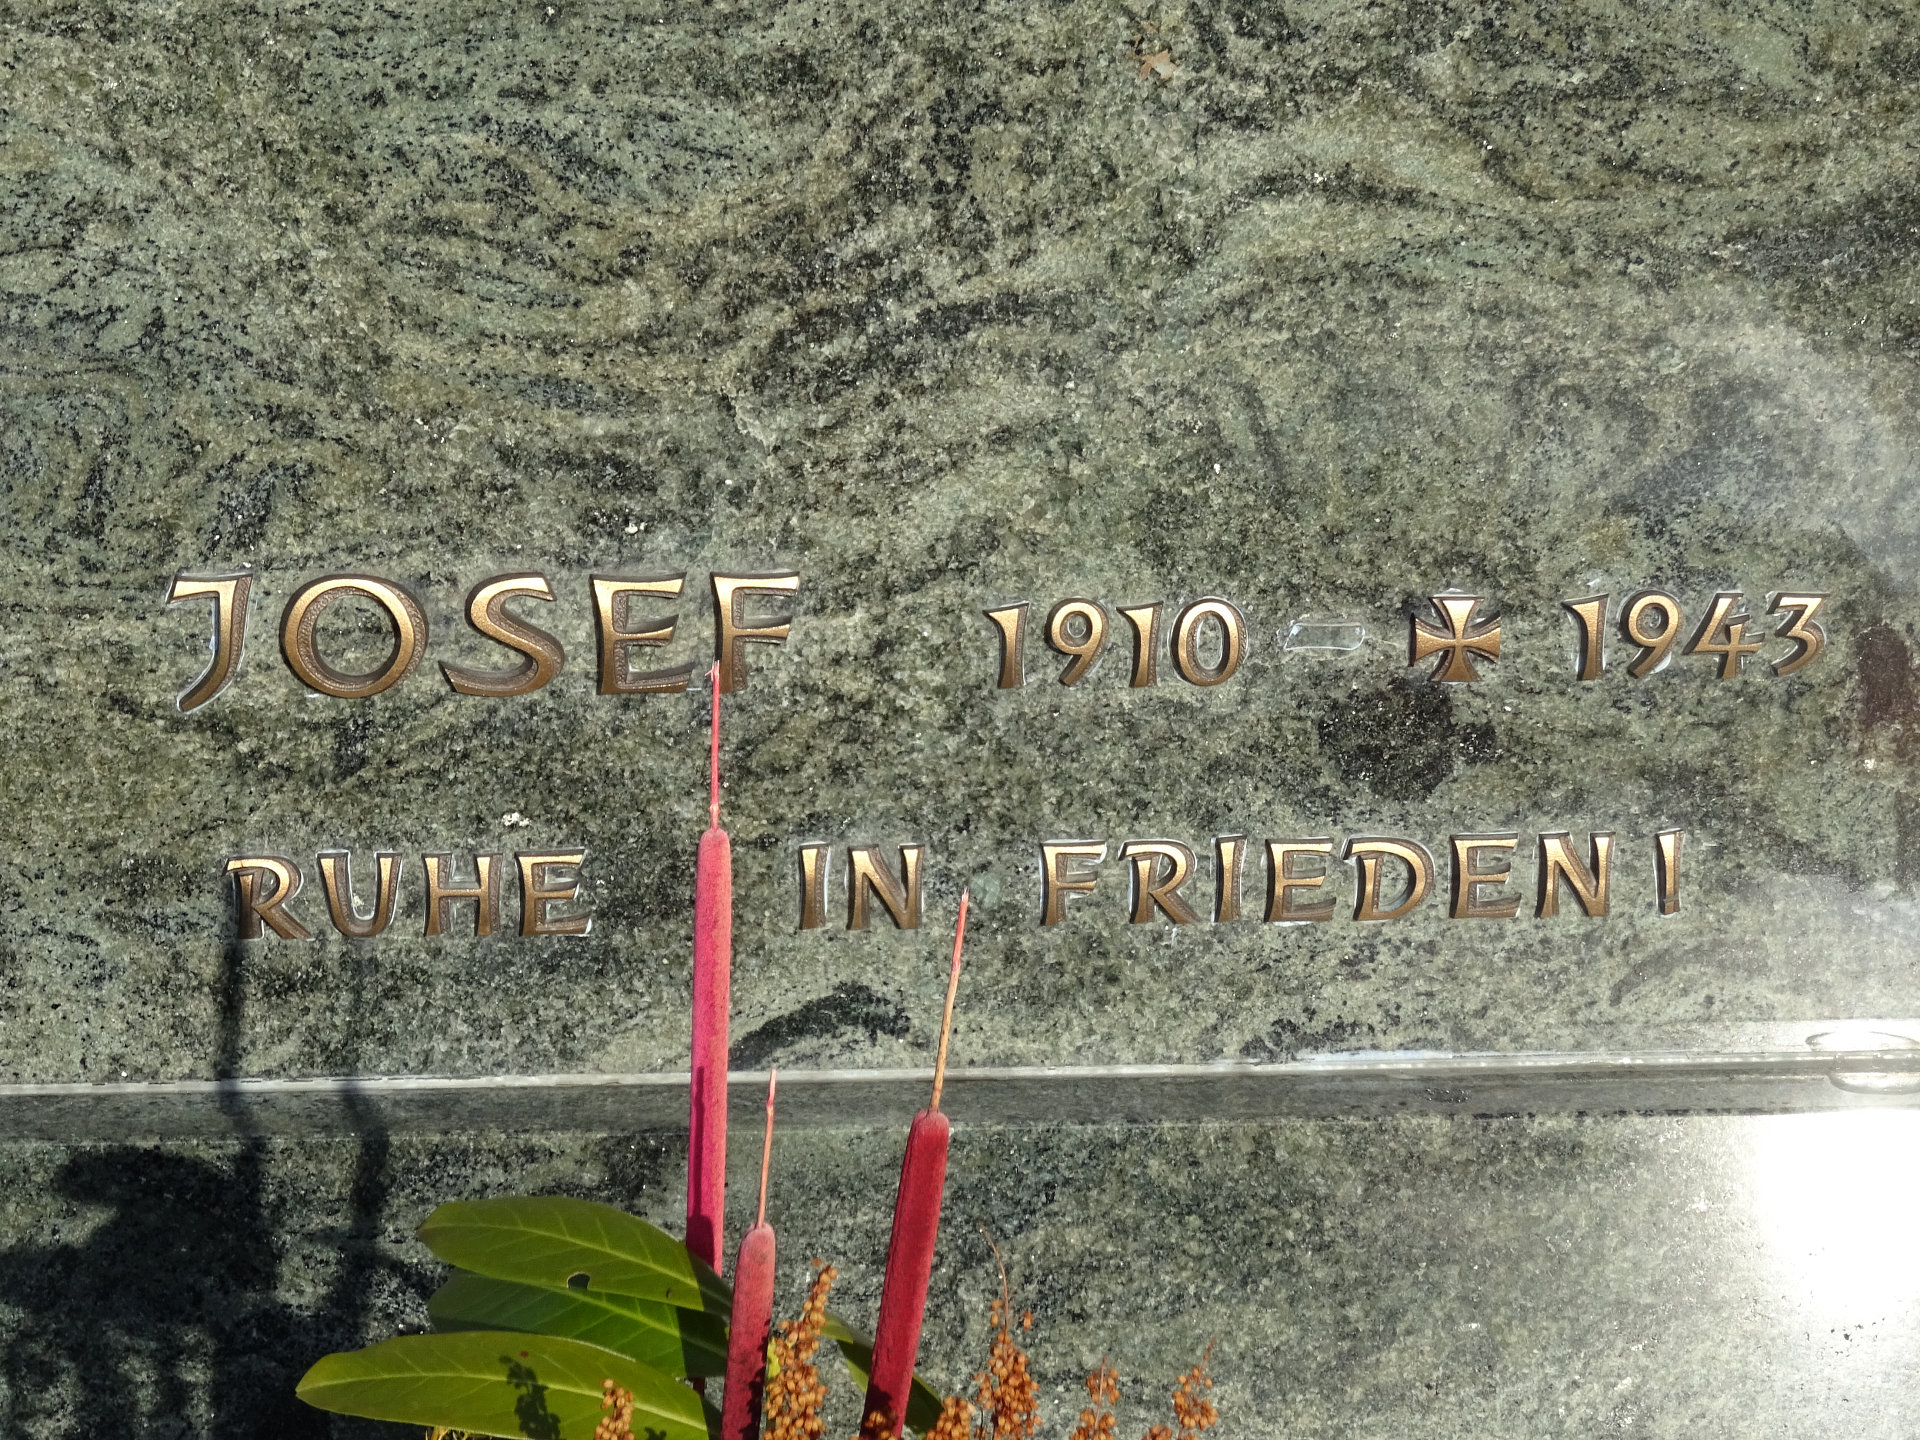 JOSEF 1910 ✠ 1943
RUHE IN FRIEDEN!